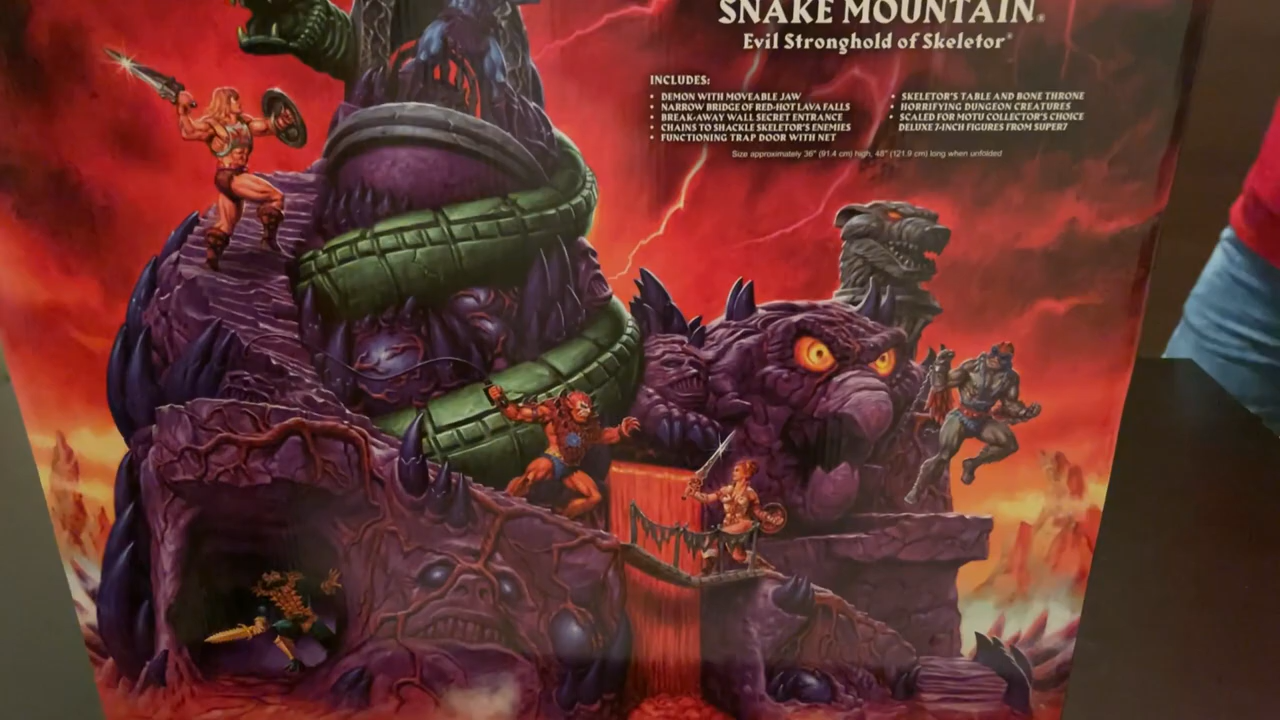 SNAKE MOUNTAIN®
Evil Stronghold of Skeletor®
INCLUDES:
• DEMON WITH MOVEABLE JAW
• NARROW BRIDGE OF RED-HOT LAVA FALLS
• BREAK-AWAY WALL SECRET ENTRANCE
• CHAINS TO SHACKLE SKELETOR'S ENEMIES
• FUNCTIONING TRAP DOOR WITH NET
• SKELETOR'S TABLE AND BONE THRONE
• HORRIFYING DUNGEON CREATURES
• SCALED FOR MOTU COLLECTOR'S CHOICE
DELUXE 7-INCH FIGURES FROM SUPER7
Size approximately 36" (91.4 cm) high, 48" (121.9 cm) long when unfolded